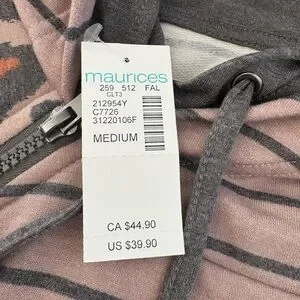 maurices
259 512 FAL
CLT3
212954Y
C7726
31220106F
MEDIUM
CA $44.90
US $39.90